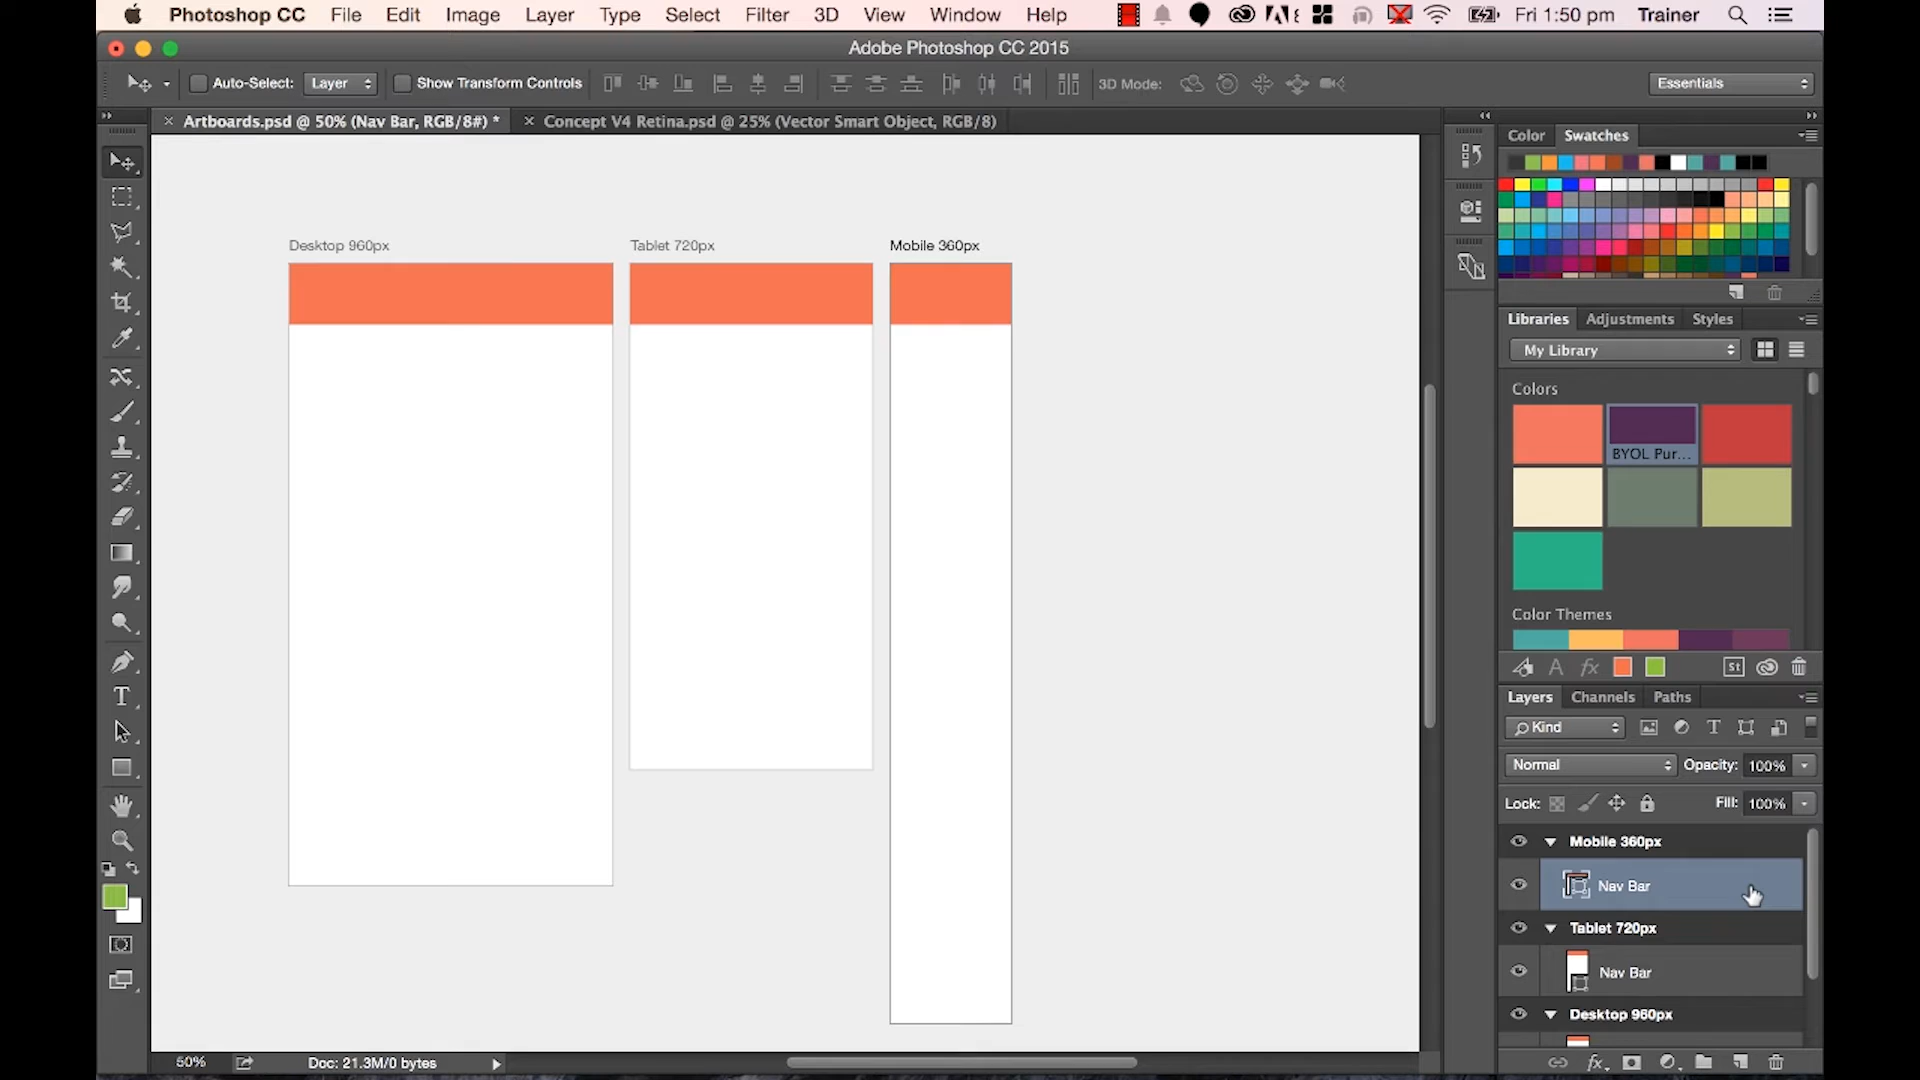 Photoshop CC File Edit Image Layer Type Select Filter 3D View Window Help Fri 1:50 pm Trainer
Adobe Photoshop CC 2015
Auto-Select: Layer Show Transform Controls 3D Mode: Essentials
Artboards.psd @ 50% (Nav Bar, RGB/8#) * Concept V4 Retina.psd @ 25% (Vector Smart Object, RGB/8)
Color Swatches
Desktop 960px Tablet 720px Mobile 360px
Libraries Adjustments Styles
My Library
Colors
BYOL Pur...
Color Themes
A fx St
Layers Channels Paths
Kind T
Normal Opacity: 100%
Lock: Fill: 100%
Mobile 360px
Nav Bar
Tablet 720px
Nav Bar
Desktop 960px
50% Doc: 21.3M/0 bytes fx